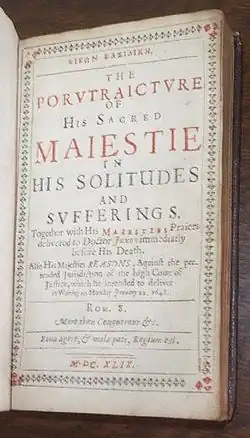 ΕΙΚΩΝ ΒΑΣΙΛΙΚΗ.
THE
PORVTRAICTVRE
OF
HIS SACRED
MAIESTIE
IN
HIS SOLITUDES
AND
SVFFERINGS.
Together with His MAIESTIES Praiers
delivered to Doctor Juxon immediatly
before His Death.
Also His Majesties REASONS, Against the pre-
tended Jurisdiction of the high Court of
Justice, which he intended to deliver
in Writing on Munday January 22. 1648.
ROM. 8.
More than Conquerour &c.
Bona agere, & mala pati, Regium est.
M.DC.XLIX.